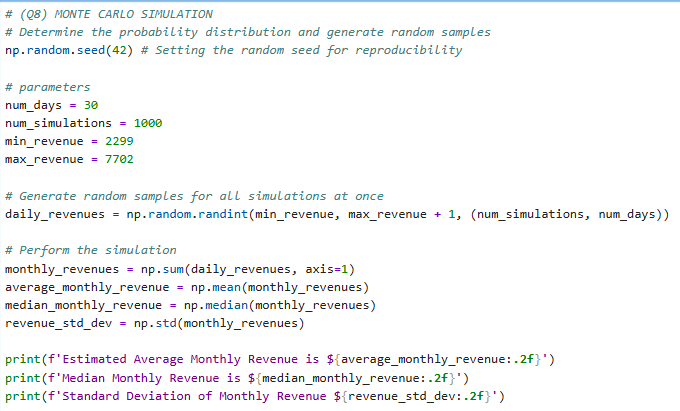 # (Q8) MONTE CARLO SIMULATION
# Determine the probability distribution and generate random samples
np.random.seed(42) # Setting the random seed for reproducibility
# parameters
num_days = 30
num_simulations = 1000
min_revenue = 2299
max_revenue = 7702
# Generate random samples for all simulations at once
daily_revenues = np.random.randint(min_revenue, max_revenue + 1, (num_simulations, num_days))
# Perform the simulation
monthly_revenues = np.sum(daily_revenues, axis=1)
average_monthly_revenue = np.mean(monthly_revenues)
median_monthly_revenue = np.median(monthly_revenues)
revenue_std_dev = np.std(monthly_revenues)
print(f'Estimated Average Monthly Revenue is ${average_monthly_revenue:.2f}')
print(f'Median Monthly Revenue is ${median_monthly_revenue:.2f}')
print(f'Standard Deviation of Monthly Revenue ${revenue_std_dev:.2f}')